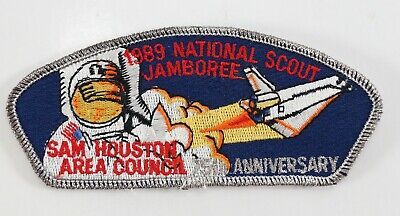 1989 NATIONAL SCOUT
JAMBOREE
SAM HOUSTON
AREA COUNCIL
ANNIVERSARY